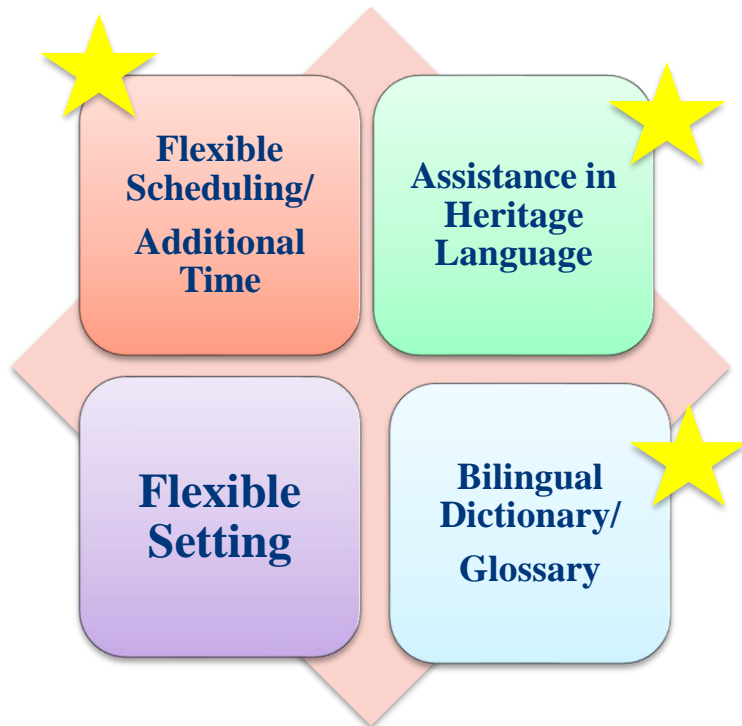 Flexible
Scheduling/
Additional
Time
Assistance in
Heritage
Language
Flexible
Setting
Bilingual
Dictionary/
Glossary